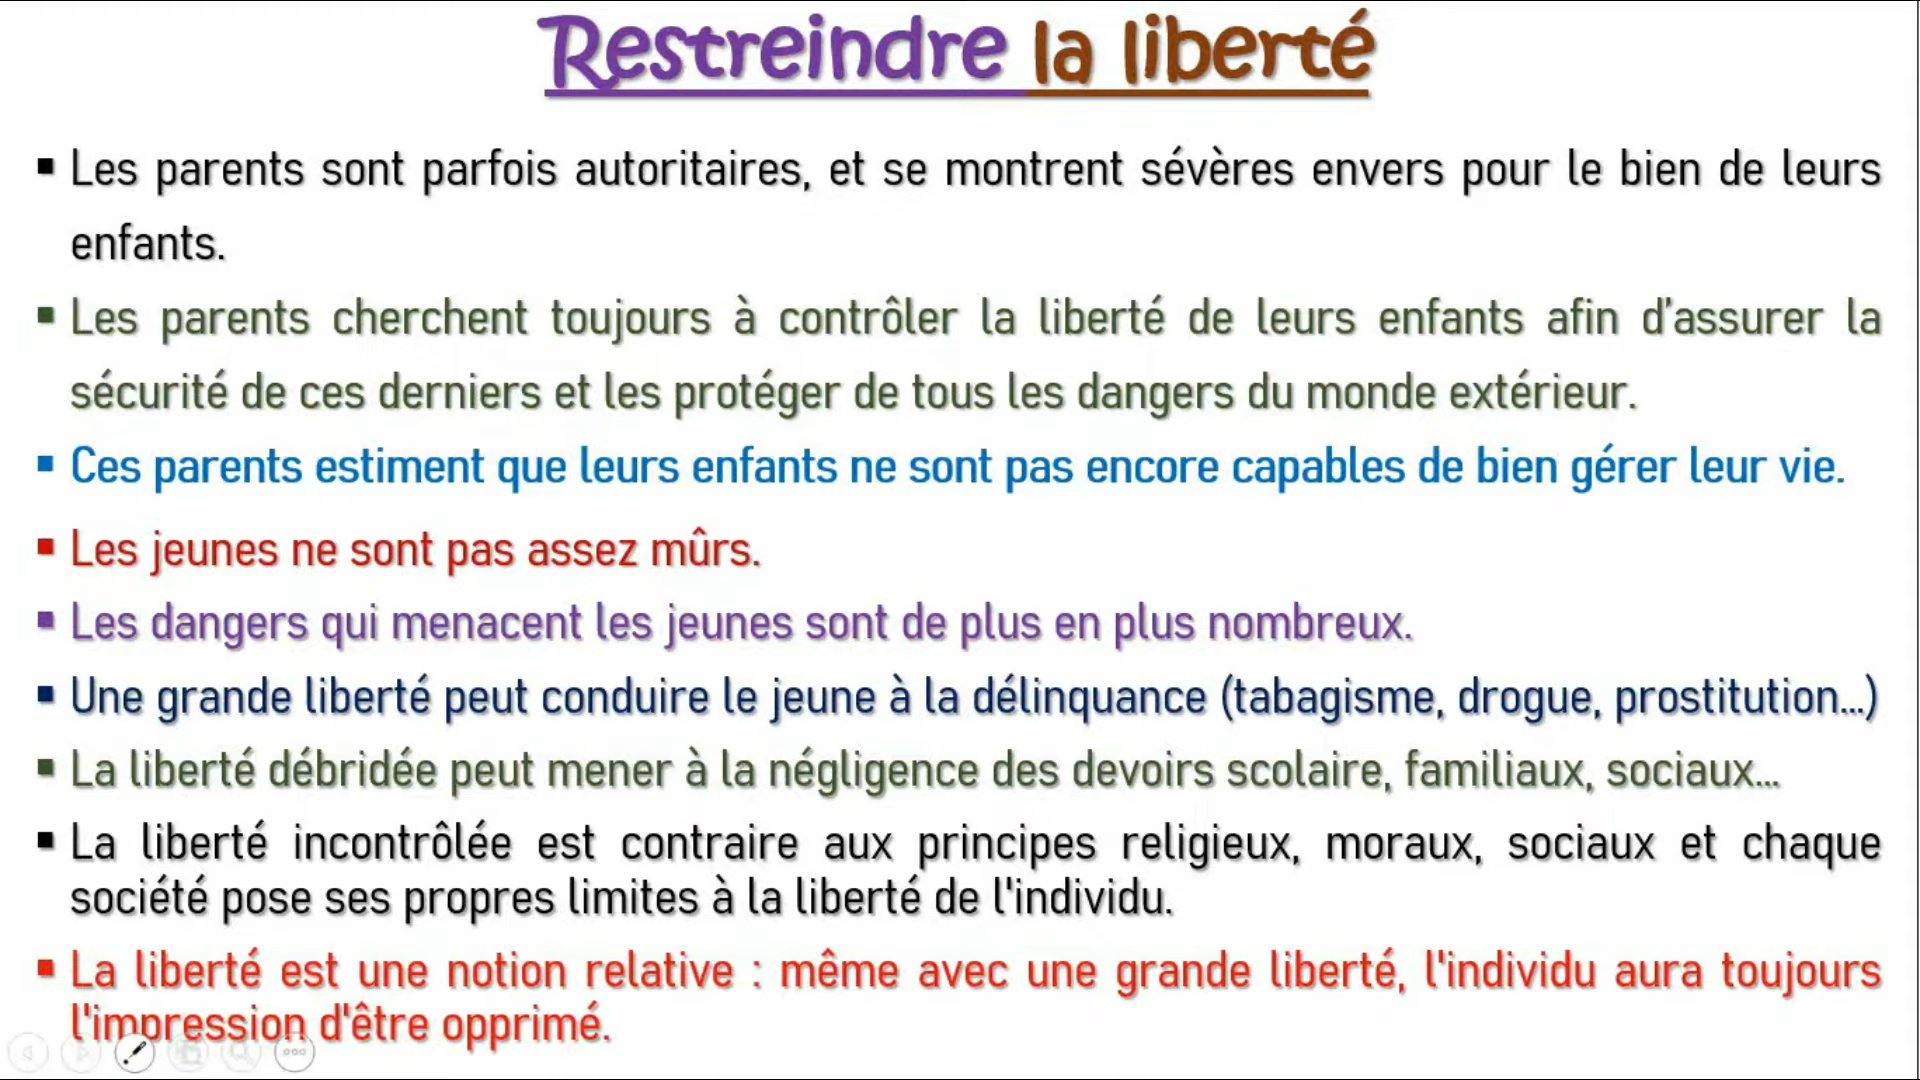 Restreindre la liberté
▪ Les parents sont parfois autoritaires, et se montrent sévères envers pour le bien de leurs
enfants.
▪ Les parents cherchent toujours à contrôler la liberté de leurs enfants afin d'assurer la
sécurité de ces derniers et les protéger de tous les dangers du monde extérieur.
▪ Ces parents estiment que leurs enfants ne sont pas encore capables de bien gérer leur vie.
▪ Les jeunes ne sont pas assez mûrs.
▪ Les dangers qui menacent les jeunes sont de plus en plus nombreux.
▪ Une grande liberté peut conduire le jeune à la délinquance (tabagisme, drogue, prostitution...)
▪ La liberté débridée peut mener à la négligence des devoirs scolaire, familiaux, sociaux...
▪ La liberté incontrôlée est contraire aux principes religieux, moraux, sociaux et chaque
société pose ses propres limites à la liberté de l'individu.
▪ La liberté est une notion relative : même avec une grande liberté, l'individu aura toujours
l'impression d'être opprimé.